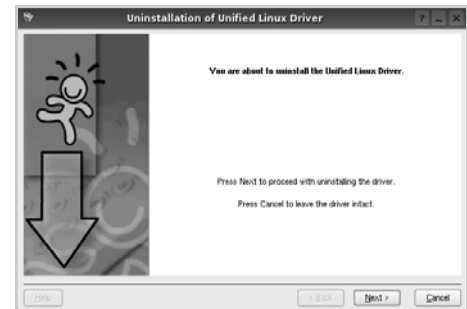 Uninstallation of Unified Linux Driver
You are about to uninstall the Unified Linux Driver.
Press Next to proceed with uninstalling the driver.
Press Cancel to leave the driver intact.
Help
< Back
Next >
Cancel